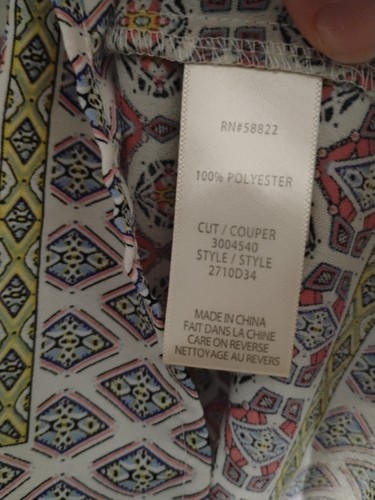 RN#58822
100% POLYESTER
CUT / COUPER
3004540
STYLE / STYLE
2710D34
MADE IN CHINA
FAIT DANS LA CHINE
CARE ON REVERSE
NETTOYAGE AU REVERS